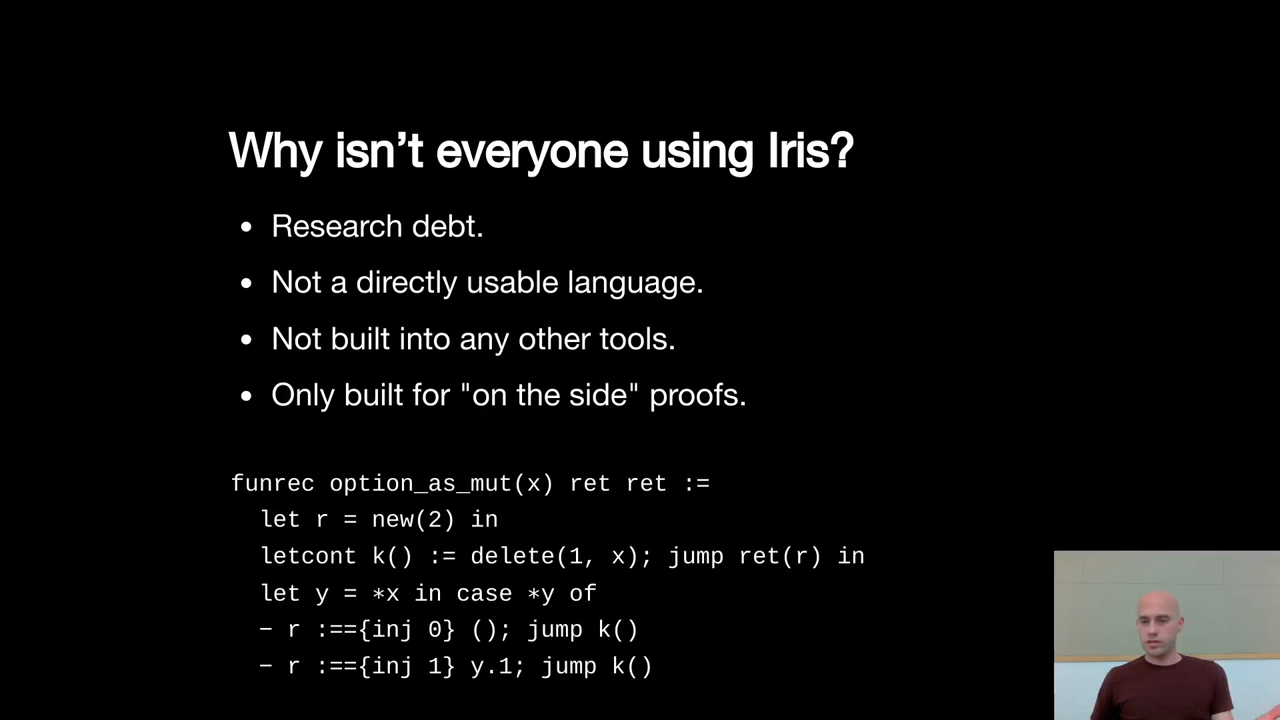 Why isn’t everyone using Iris?
• Research debt.
• Not a directly usable language.
• Not built into any other tools.
• Only built for "on the side" proofs.
funrec option_as_mut(x) ret ret :=
let r = new(2) in
letcont k() := delete(1, x); jump ret(r) in
let y = *x in case *y of
− r :=={inj 0} (); jump k()
− r :=={inj 1} y.1; jump k()